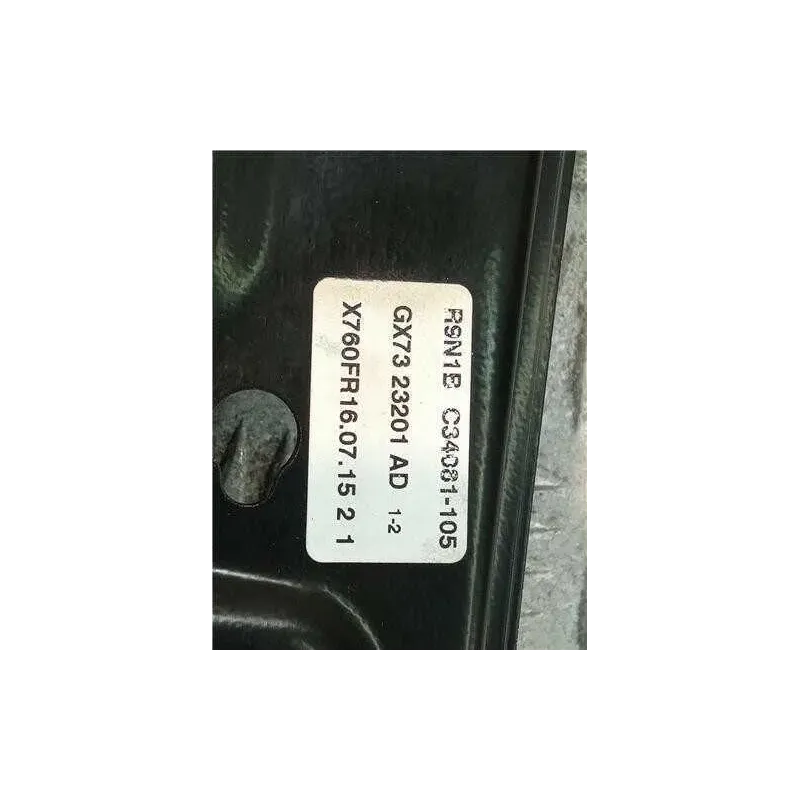 R9N1B C34081-105
GX73 23201 AD 1-2
X760FR16.07.15 2 1